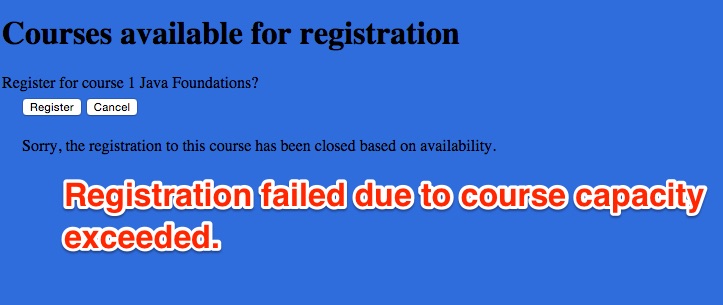 Courses available for registration
Register for course 1 Java Foundations?
Register Cancel
Sorry, the registration to this course has been closed based on availability.
Registration failed due to course capacity
exceeded.